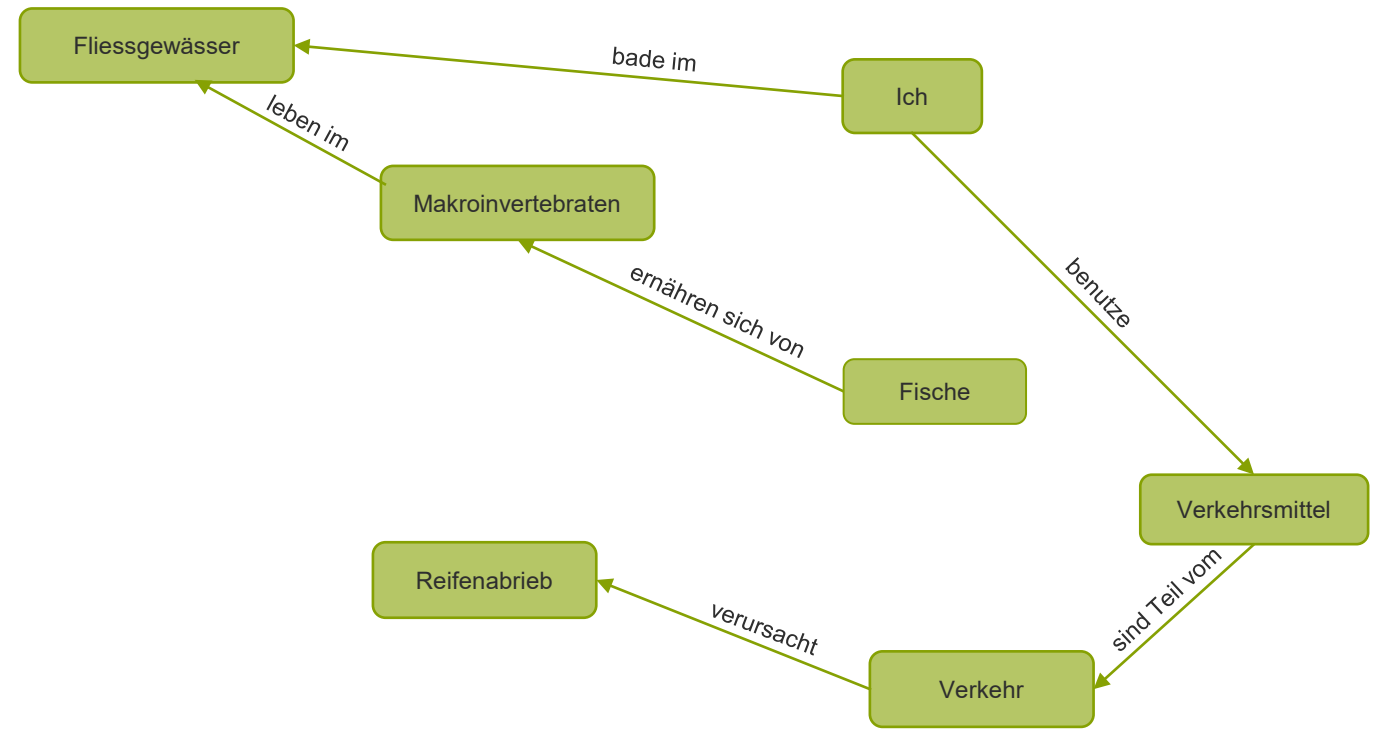 Fliessgewässer
bade im
Ich
leben im
Makroinvertebraten
ernähren sich von
benutze
Fische
Verkehrsmittel
Reifenabrieb
verursacht
sind Teil vom
Verkehr